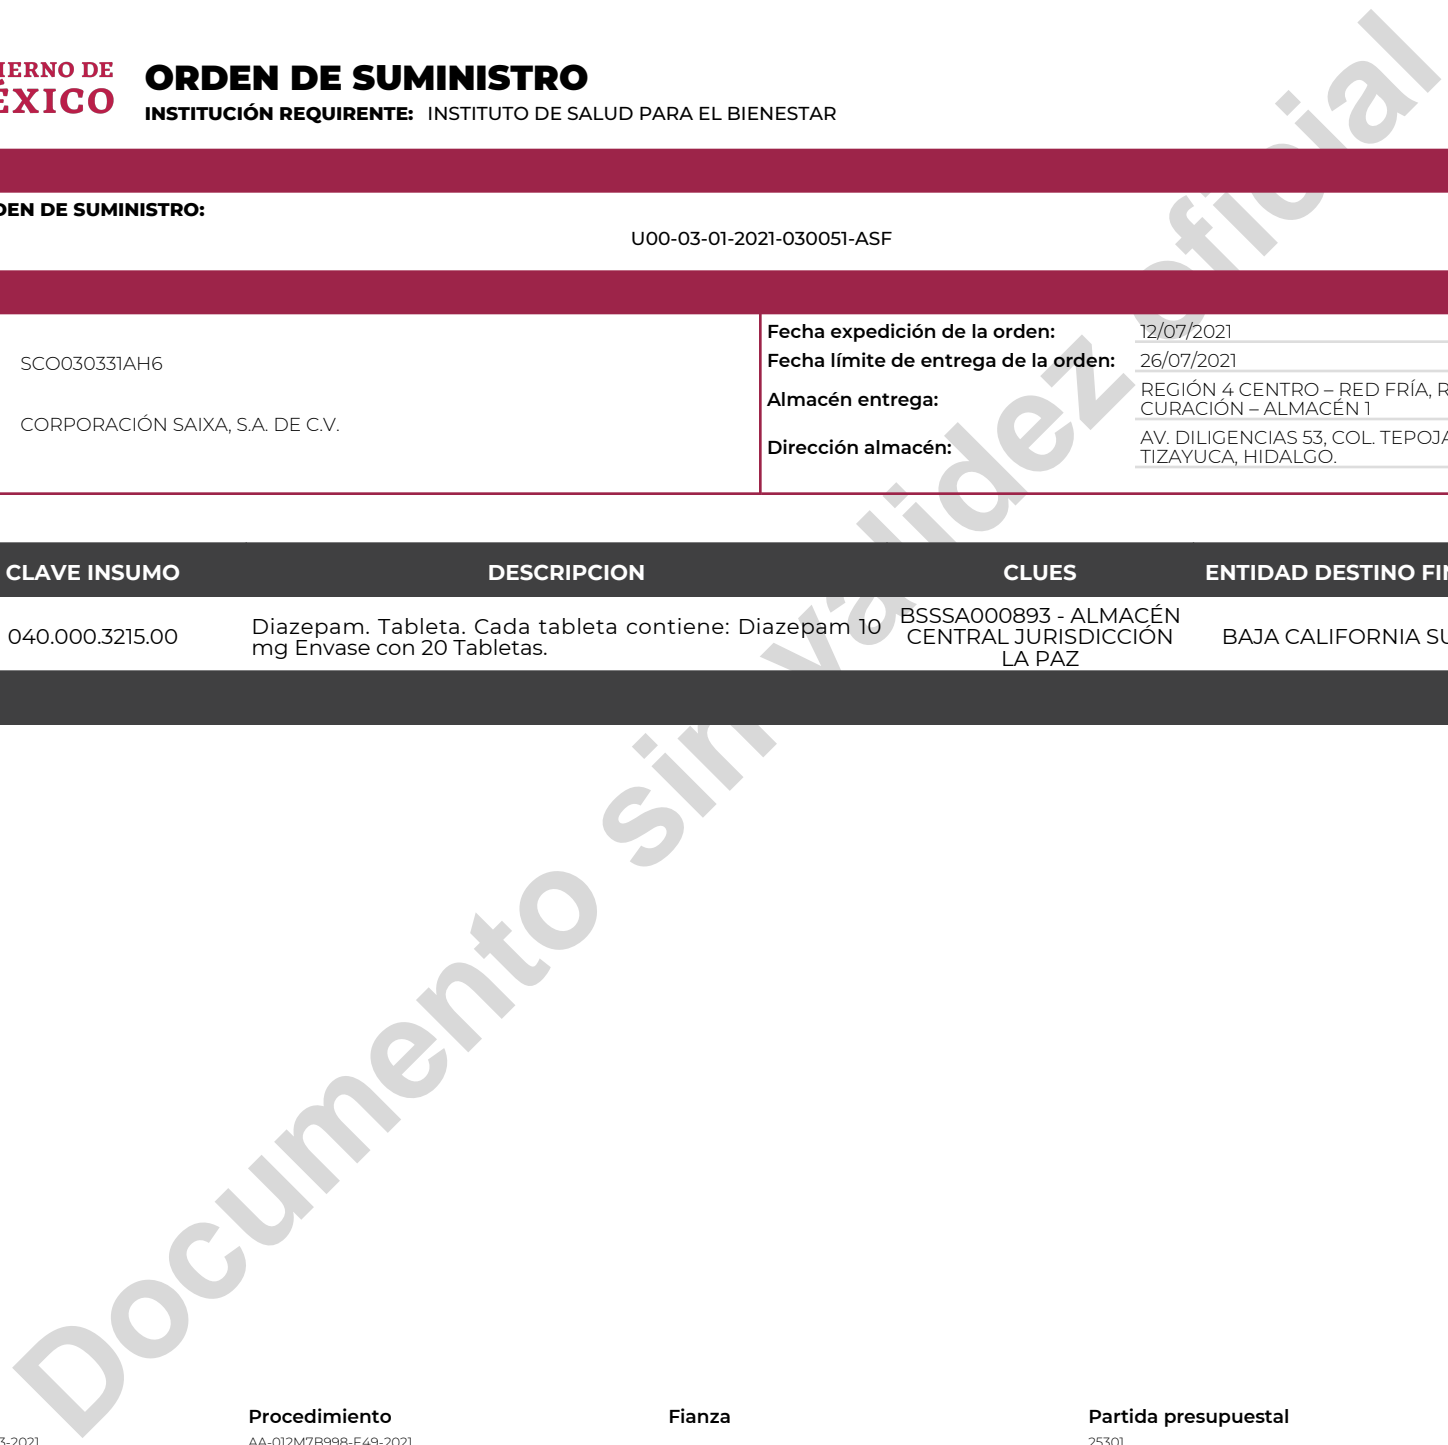 ORDEN DE SUMINISTRO
INSTITUCIÓN REQUIRENTE: INSTITUTO DE SALUD PARA EL BIENESTAR
IERNO DE
ÉXICO
DEN DE SUMINISTRO:
U00-03-01-2021-030051-ASF
SCO030331AH6
CORPORACIÓN SAIXA, S.A. DE C.V.
Fecha expedición de la orden: 12/07/2021
Fecha límite de entrega de la orden: 26/07/2021
Almacén entrega: REGIÓN 4 CENTRO – RED FRÍA, R
CURACIÓN – ALMACÉN 1
Dirección almacén: AV. DILIGENCIAS 53, COL. TEPOJA
TIZAYUCA, HIDALGO.
CLAVE INSUMO DESCRIPCION CLUES ENTIDAD DESTINO FIN
040.000.3215.00
Diazepam. Tableta. Cada tableta contiene: Diazepam 10
mg Envase con 20 Tabletas.
BSSSA000893 - ALMACÉN
CENTRAL JURISDICCIÓN
LA PAZ
BAJA CALIFORNIA SU
Documento sin validez oficial
Procedimiento Fianza Partida presupuestal
3-2021 AA-012M7B998-E49-2021 25301